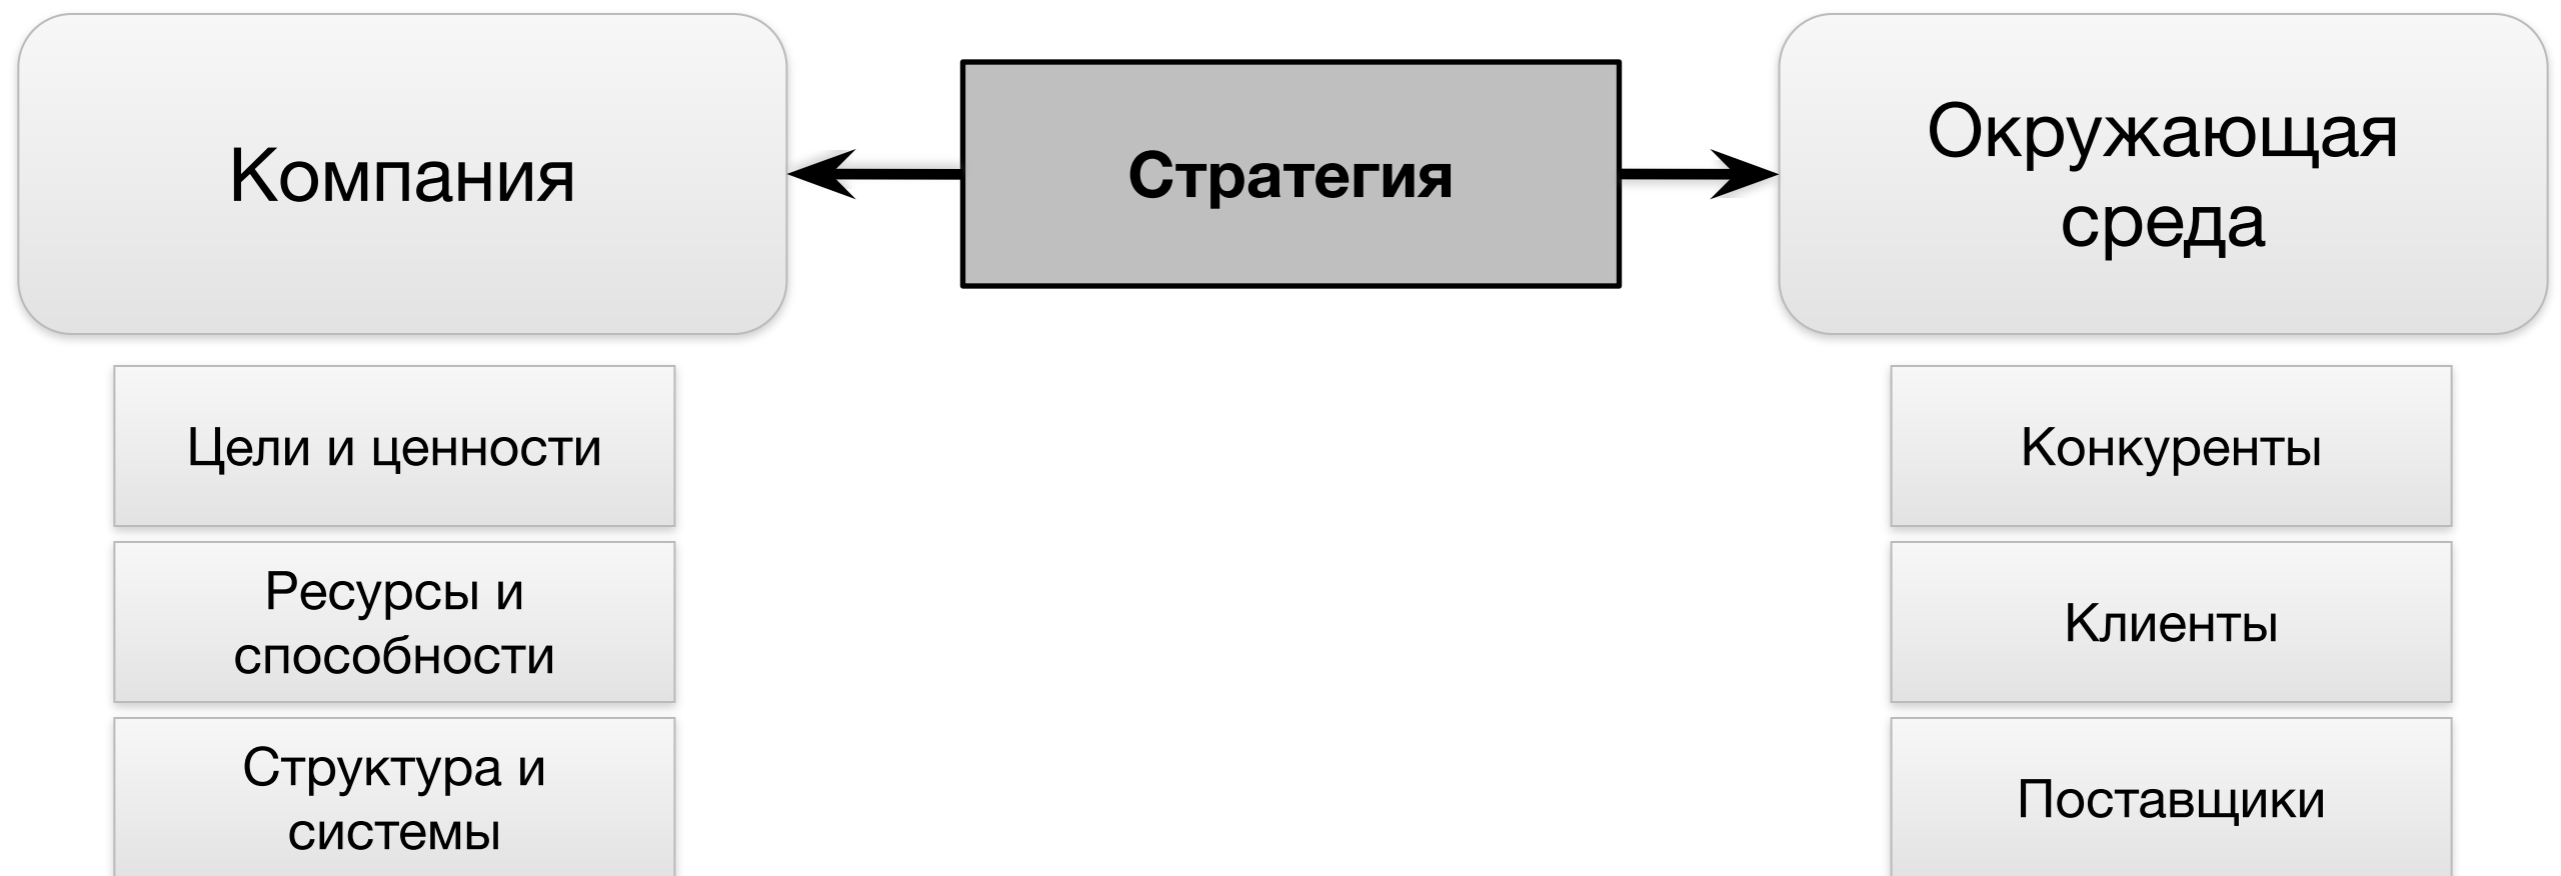 Компания
Стратегия
Окружающая
среда
Цели и ценности
Ресурсы и
способности
Структура и
системы
Конкуренты
Клиенты
Поставщики